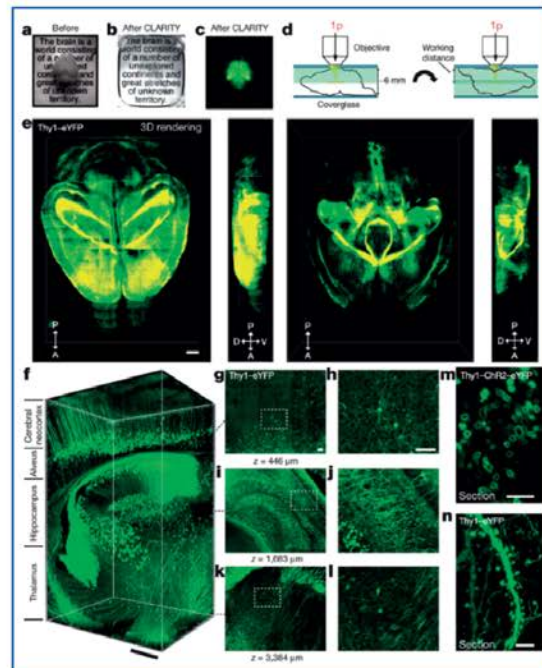 a Before
The brain is a
world consisting
of a number of
and
great stretches
of unknown
territory.
b After CLARITY
The brain is a
world consisting
of a number of
unexplored
continents and
great stretches
of unknown
territory.
c After CLARITY
d 1p
Objective
Working
distance
1p
~6 mm
Coverglass
e Thy1–eYFP
3D rendering
P
A
P
D V
A
P
A
P
D V
A
f
Cerebral
neocortex
Alveus
Hippocampus
Thalamus
g Thy1–eYFP
z = 446 μm
h
i
z = 1,683 μm
j
k
z = 3,384 μm
l
m Thy1–ChR2–eYFP
Section
n Thy1–eYFP
Section